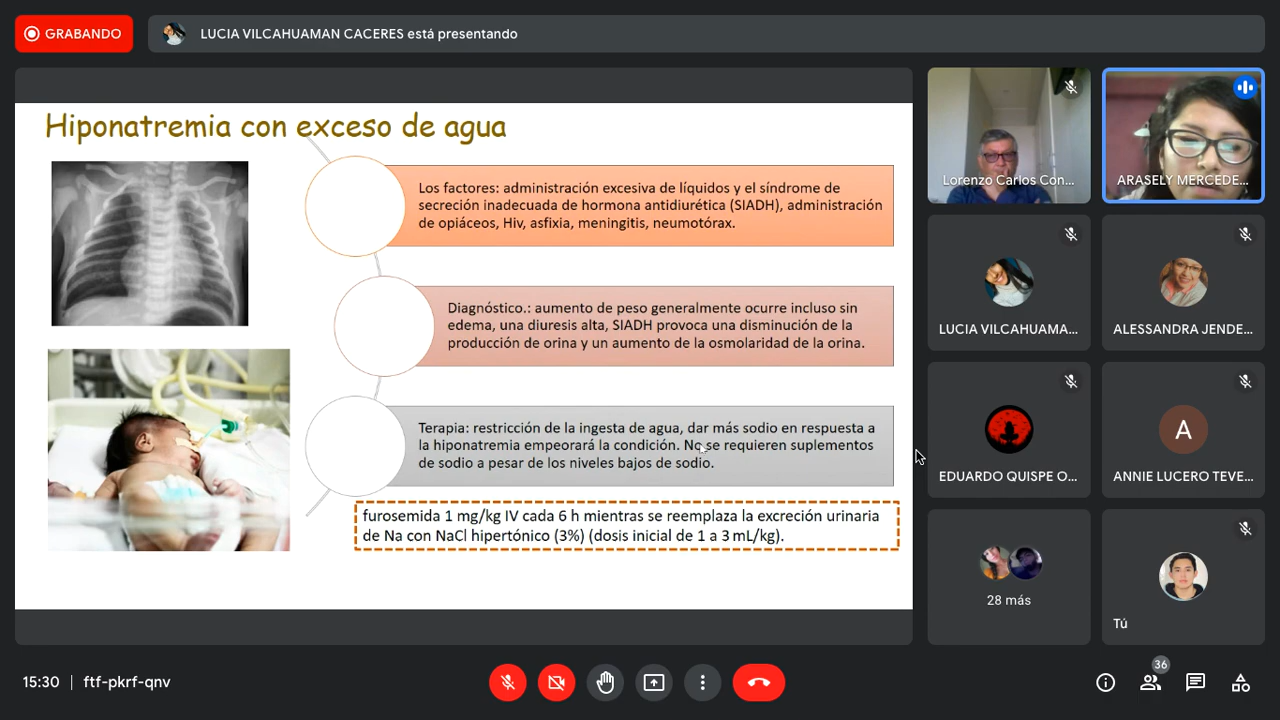 GRABANDO
LUCIA VILCAHUAMAN CACERES está presentando
Hiponatremia con exceso de agua
Los factores: administración excesiva de líquidos y el síndrome de
secreción inadecuada de hormona antidiurética (SIADH), administración
de opiáceos, Hiv, asfixia, meningitis, neumotórax.
Diagnóstico.: aumento de peso generalmente ocurre incluso sin
edema, una diuresis alta, SIADH provoca una disminución de la
producción de orina y un aumento de la osmolaridad de la orina.
Terapia: restricción de la ingesta de agua, dar más sodio en respuesta a
la hiponatremia empeorará la condición. No se requieren suplementos
de sodio a pesar de los niveles bajos de sodio.
furosemida 1 mg/kg IV cada 6 h mientras se reemplaza la excreción urinaria
de Na con NaCl hipertónico (3%) (dosis inicial de 1 a 3 mL/kg).
Lorenzo Carlos Con...
ARASELY MERCEDE...
LUCIA VILCAHUAMA...
ALESSANDRA JENDE...
EDUARDO QUISPE O...
A
ANNIE LUCERO TEVE...
28 más
Tú
15:30 | ftf-pkrf-qnv
36